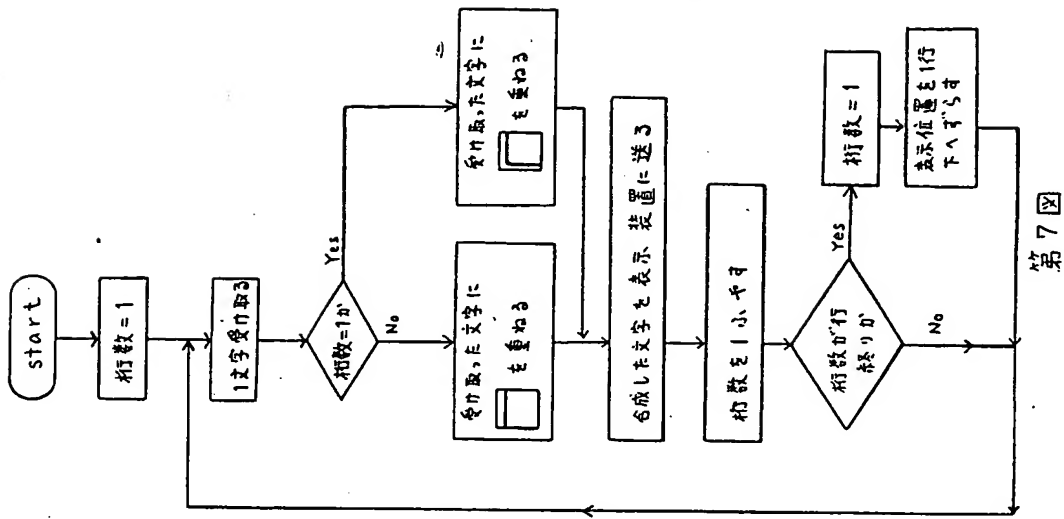 start
桁数=1
1文字受け取る
桁数=1か
Yes
No
受け取った文字に
を重ねる
受け取った文字に
を重ねる
合成した文字を表示装置に送る
桁数を1ふやす
桁数が行
終りか
Yes
No
桁数=1
表示位置を1行
下へずらす
第7図